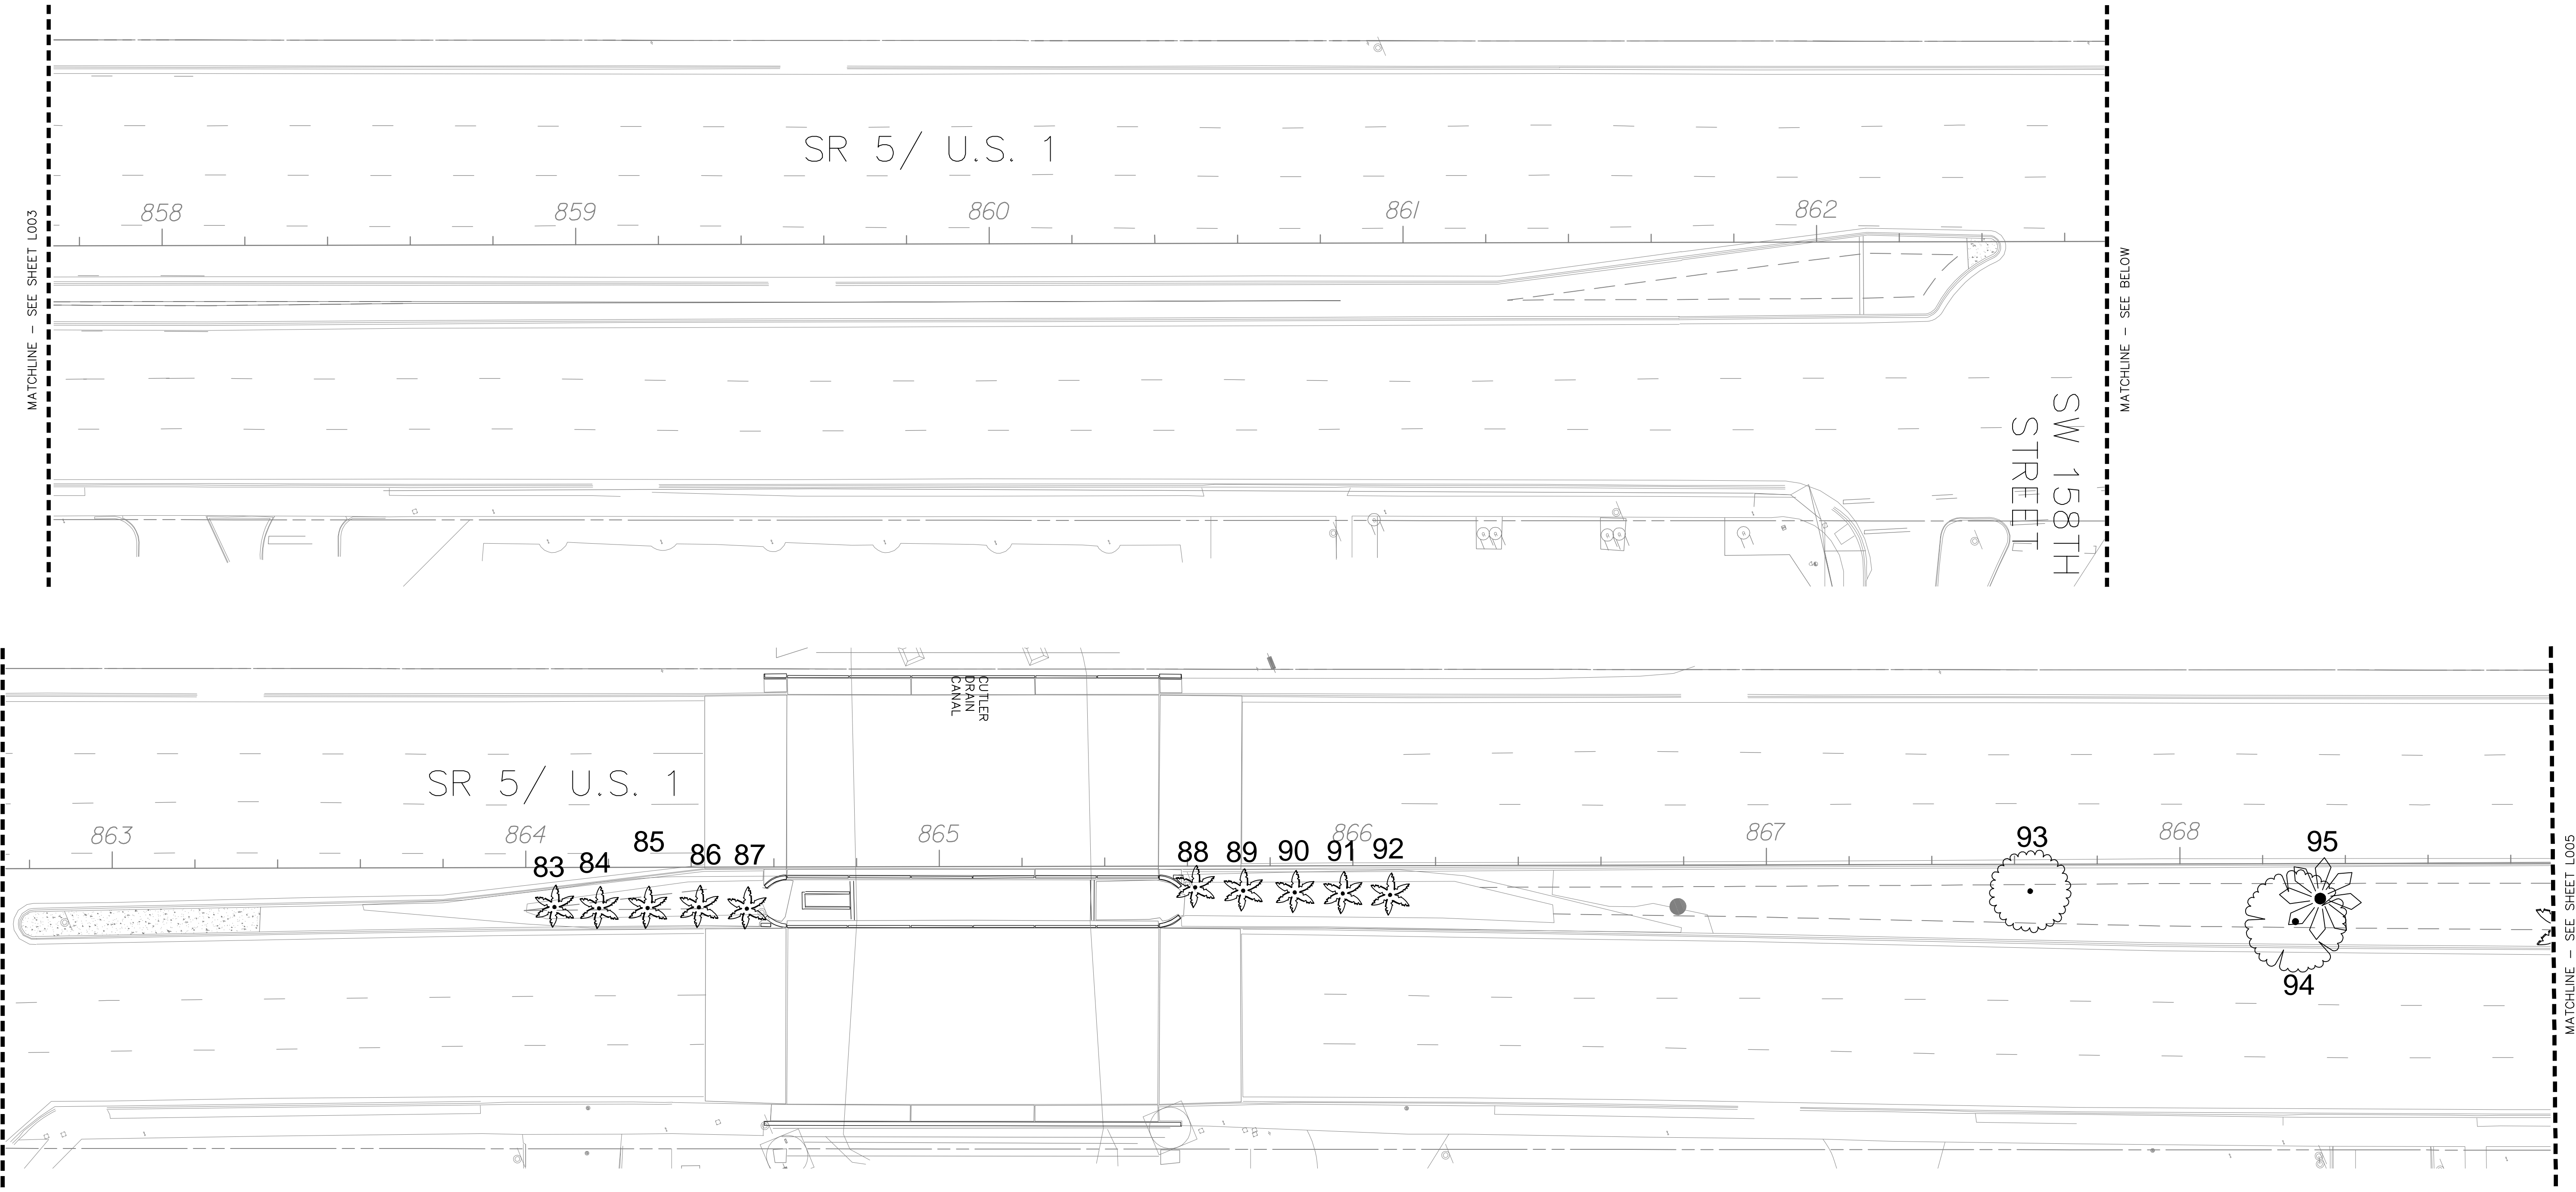 SR 5/ U.S. 1
858
859
860
861
862
MATCHLINE - SEE SHEET L003
MATCHLINE - SEE BELOW
SW 158TH
STREET
CUTLER
DRAIN
CANAL
SR 5/ U.S. 1
863
864
865
866
867
868
83
84
85
86
87
88
89
90
91
92
93
95
94
MATCHLINE - SEE SHEET L005